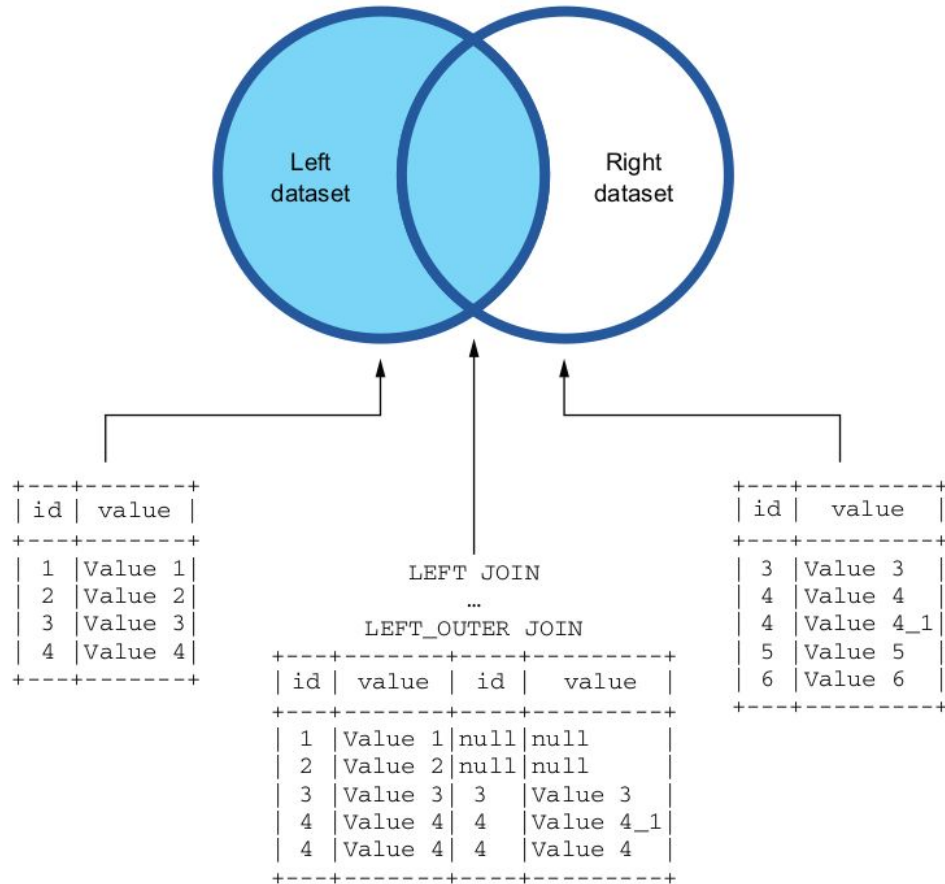 Left
dataset
Right
dataset
+---+-------+
| id| value |
+---+-------+
| 1 |Value 1|
| 2 |Value 2|
| 3 |Value 3|
| 4 |Value 4|
+---+-------+
LEFT JOIN
…
LEFT_OUTER JOIN
+---+-------+----+---------+
| id| value | id | value |
+---+-------+----+---------+
| 1 |Value 1|null|null |
| 2 |Value 2|null|null |
| 3 |Value 3| 3 |Value 3 |
| 4 |Value 4| 4 |Value 4_1|
| 4 |Value 4| 4 |Value 4 |
+---+-------+----+---------+
+---+---------+
| id| value |
+---+---------+
| 3 |Value 3 |
| 4 |Value 4 |
| 4 |Value 4_1|
| 5 |Value 5 |
| 6 |Value 6 |
+---+---------+